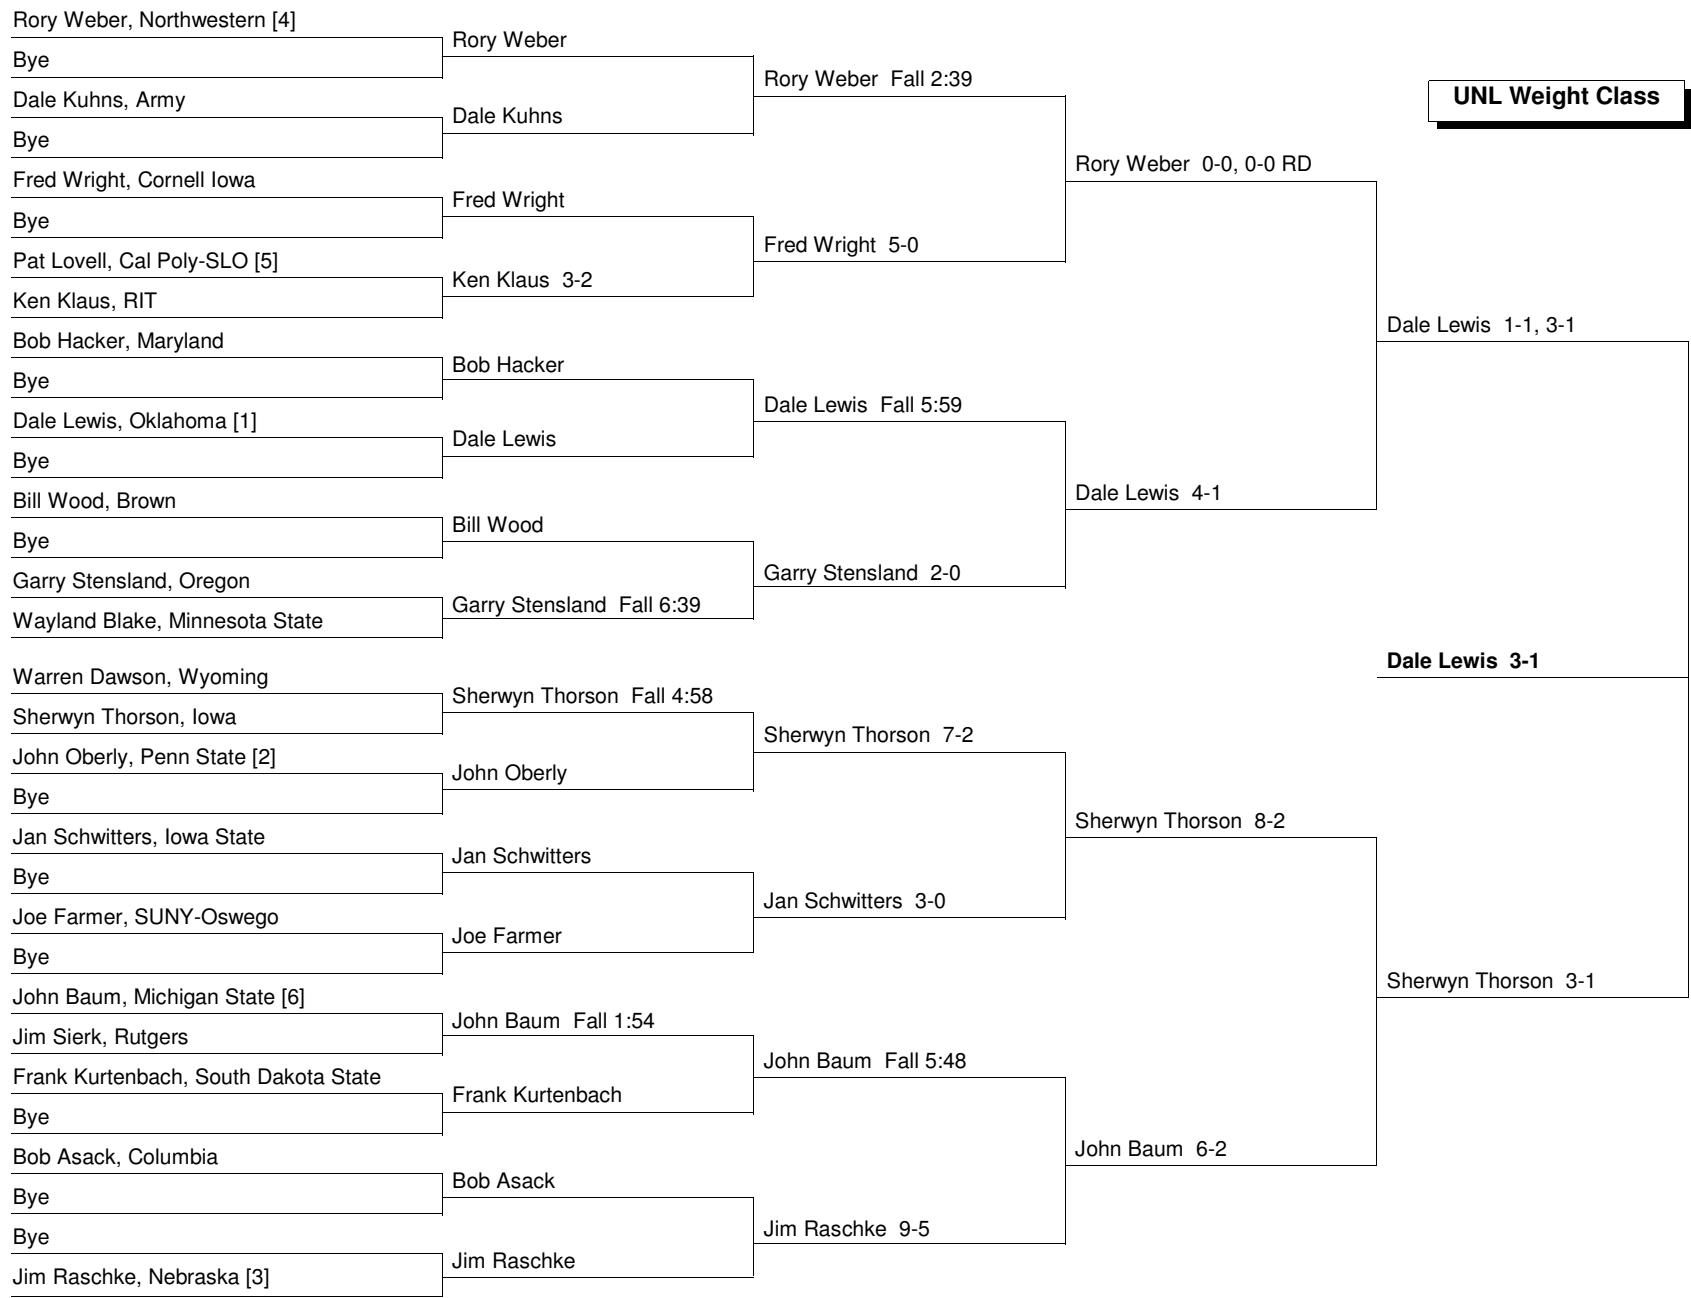 Rory Weber, Northwestern [4]
Bye
Dale Kuhns, Army
Bye
Fred Wright, Cornell Iowa
Bye
Pat Lovell, Cal Poly-SLO [5]
Ken Klaus, RIT
Bob Hacker, Maryland
Bye
Dale Lewis, Oklahoma [1]
Bye
Bill Wood, Brown
Bye
Garry Stensland, Oregon
Wayland Blake, Minnesota State
Warren Dawson, Wyoming
Sherwyn Thorson, Iowa
John Oberly, Penn State [2]
Bye
Jan Schwitters, Iowa State
Bye
Joe Farmer, SUNY-Oswego
Bye
John Baum, Michigan State [6]
Jim Sierk, Rutgers
Frank Kurtenbach, South Dakota State
Bye
Bob Asack, Columbia
Bye
Bye
Jim Raschke, Nebraska [3]
Rory Weber
Dale Kuhns
Fred Wright
Ken Klaus 3-2
Bob Hacker
Dale Lewis
Bill Wood
Garry Stensland Fall 6:39
Sherwyn Thorson Fall 4:58
John Oberly
Jan Schwitters
Joe Farmer
John Baum Fall 1:54
Frank Kurtenbach
Bob Asack
Jim Raschke
Rory Weber Fall 2:39
Fred Wright 5-0
Dale Lewis Fall 5:59
Garry Stensland 2-0
Sherwyn Thorson 7-2
Jan Schwitters 3-0
John Baum Fall 5:48
Jim Raschke 9-5
Rory Weber 0-0, 0-0 RD
Dale Lewis 4-1
Sherwyn Thorson 8-2
John Baum 6-2
UNL Weight Class
Dale Lewis 1-1, 3-1
Dale Lewis 3-1
Sherwyn Thorson 3-1